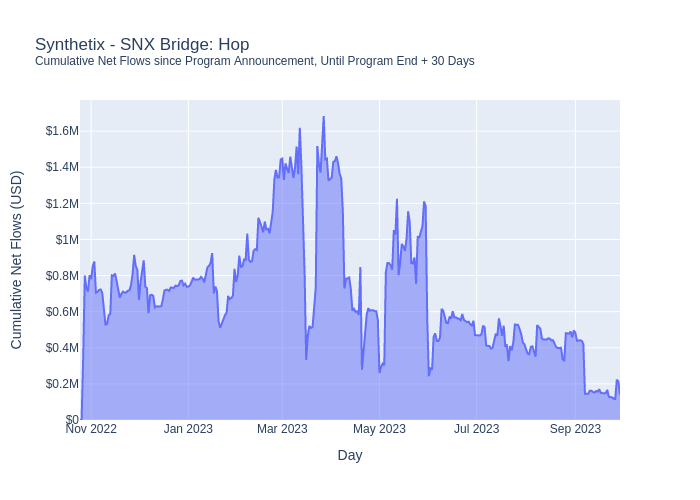 Synthetix - SNX Bridge: Hop
Cumulative Net Flows since Program Announcement, Until Program End + 30 Days
Cumulative Net Flows (USD)
$1.6M
$1.4M
$1.2M
$1M
$0.8M
$0.6M
$0.4M
$0.2M
$0
Nov 2022 Jan 2023 Mar 2023 May 2023 Jul 2023 Sep 2023
Day